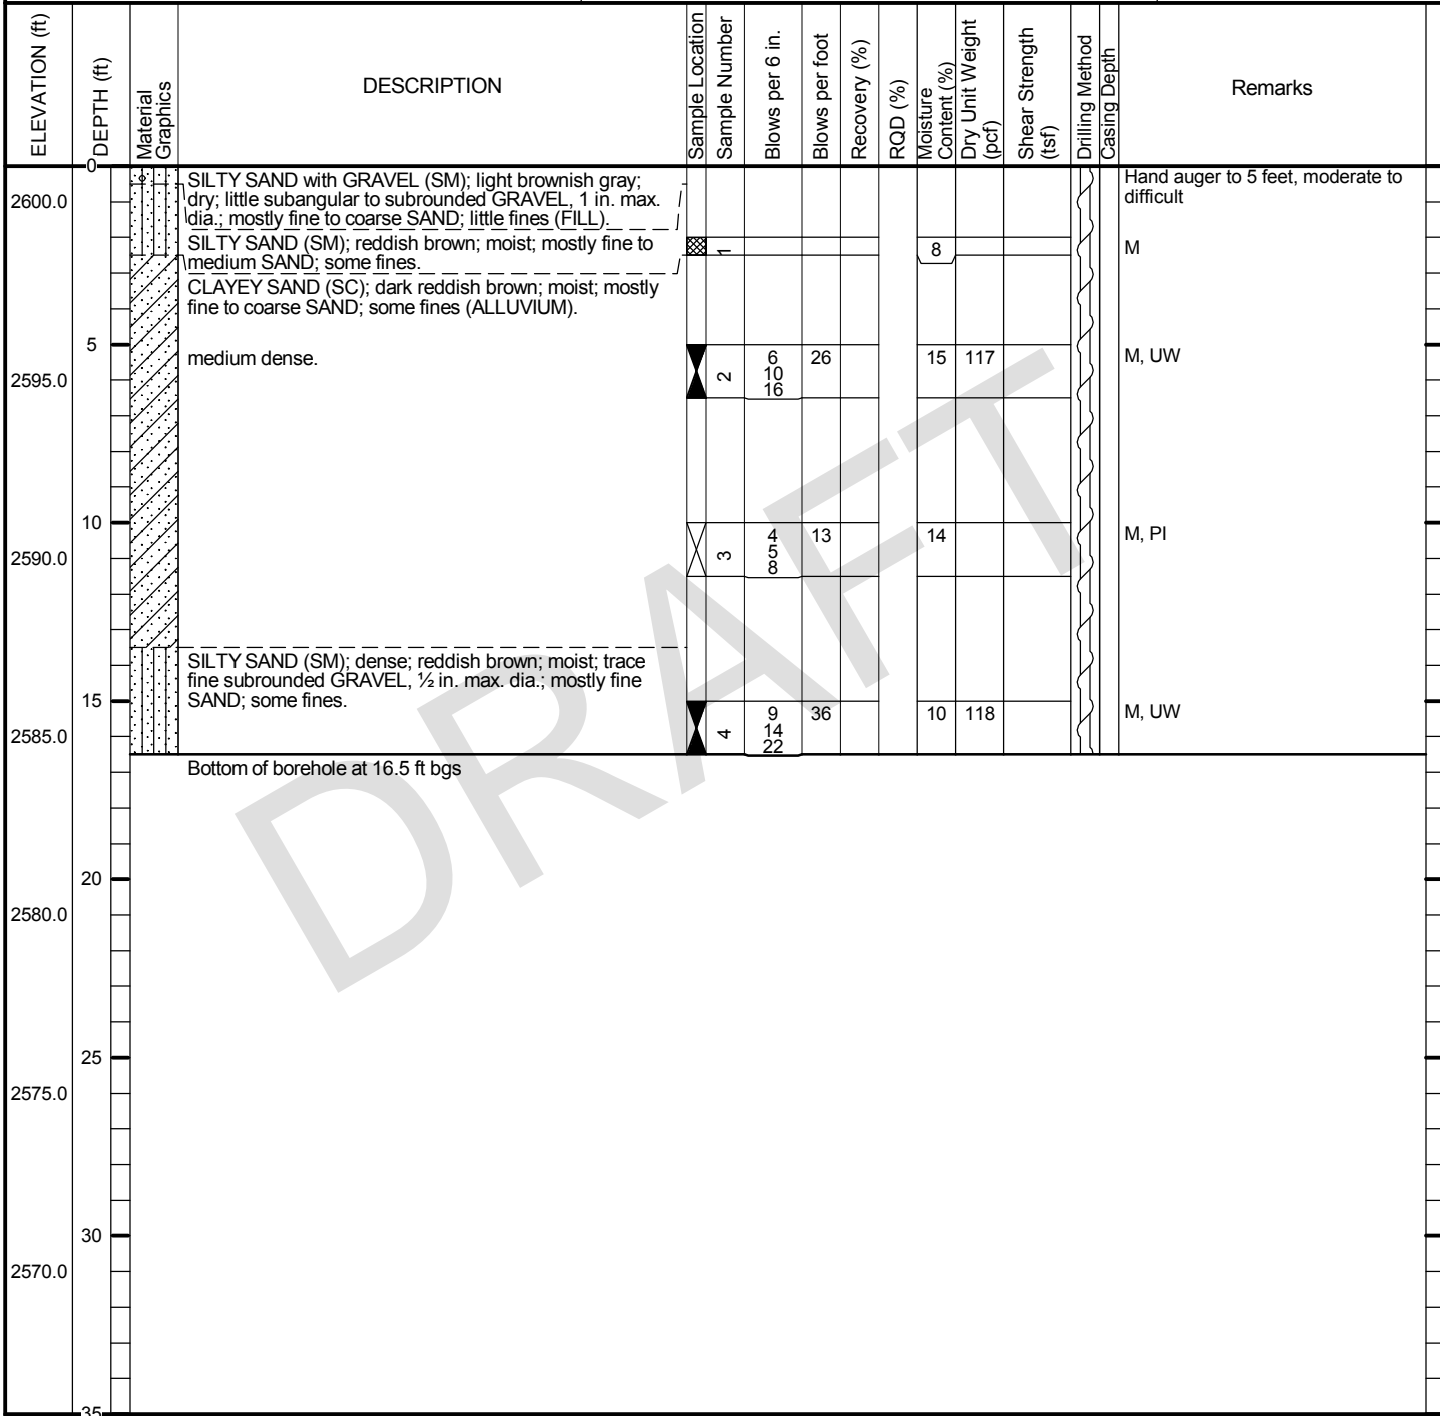 ELEVATION (ft)
DEPTH (ft)
Material
Graphics
DESCRIPTION
Sample Location
Sample Number
Blows per 6 in.
Blows per foot
Recovery (%)
RQD (%)
Moisture
Content (%)
Dry Unit Weight
(pcf)
Shear Strength
(tsf)
Drilling Method
Casing Depth
Remarks
0
SILTY SAND with GRAVEL (SM); light brownish gray;
dry; little subangular to subrounded GRAVEL, 1 in. max.
dia.; mostly fine to coarse SAND; little fines (FILL).
Hand auger to 5 feet, moderate to
difficult
2600.0
SILTY SAND (SM); reddish brown; moist; mostly fine to
medium SAND; some fines.
1 8 M
CLAYEY SAND (SC); dark reddish brown; moist; mostly
fine to coarse SAND; some fines (ALLUVIUM).
5 medium dense. 2 6 26 15 117 M, UW
10
16
2595.0
10 3 4 13 14 M, PI
5
8
2590.0
SILTY SAND (SM); dense; reddish brown; moist; trace
fine subrounded GRAVEL, ½ in. max. dia.; mostly fine
SAND; some fines.
15 4 9 36 10 118 M, UW
14
22
2585.0
Bottom of borehole at 16.5 ft bgs
20
2580.0
25
2575.0
30
2570.0
35
DRAFT